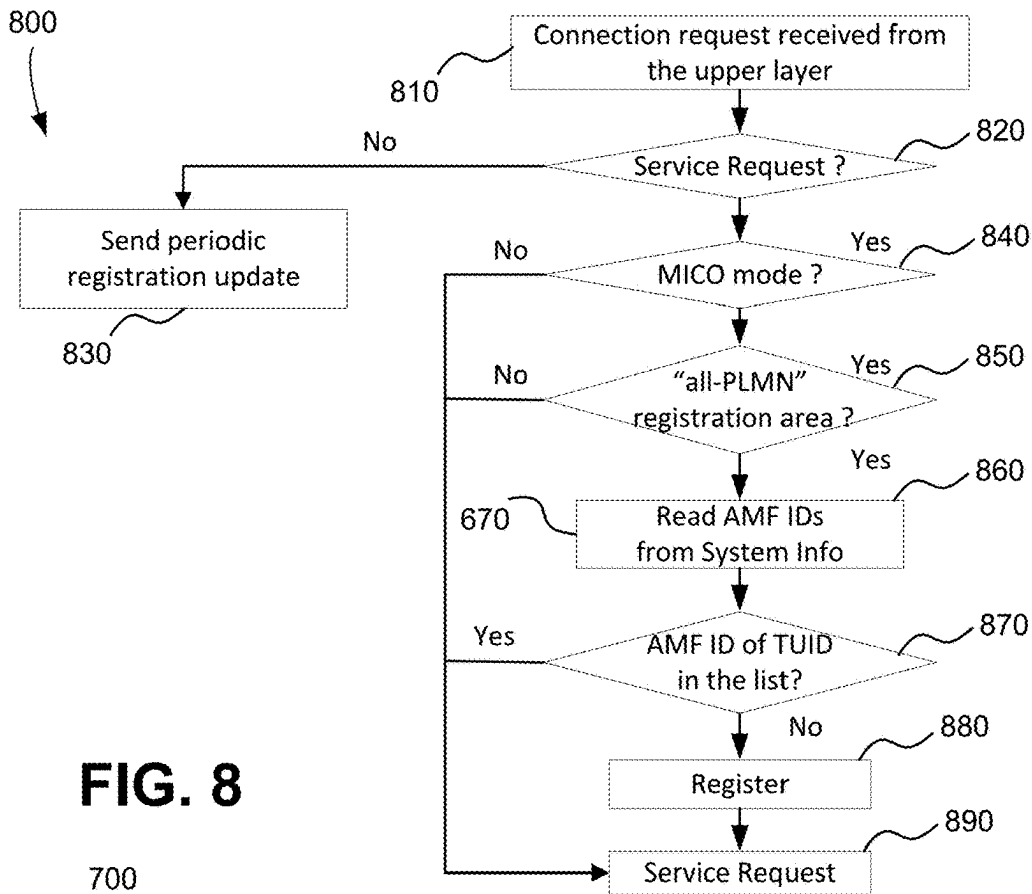 800
Connection request received from
the upper layer
810
No
820
Service Request ?
Send periodic
registration update
830
No
Yes
840
MICO mode ?
No
Yes
850
“all-PLMN”
registration area ?
Yes
860
670
Read AMF IDs
from System Info
Yes
870
AMF ID of TUID
in the list?
No
880
Register
FIG. 8
890
Service Request
700